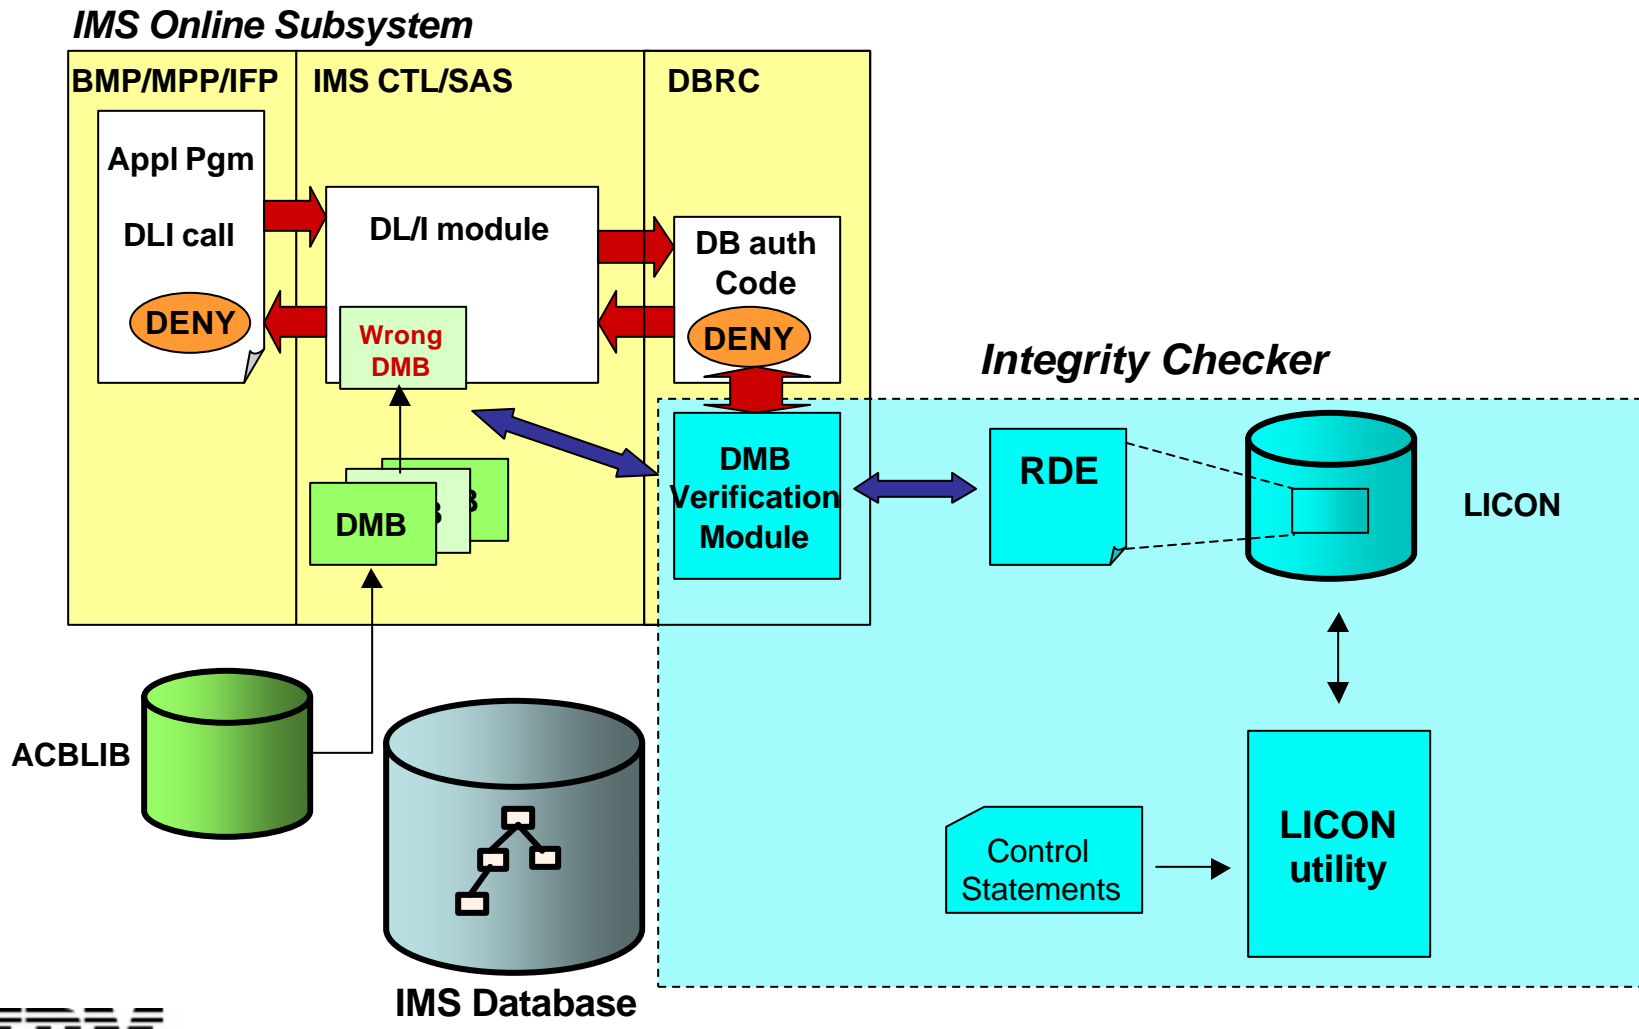 IMS Online Subsystem
BMP/MPP/IFP
IMS CTL/SAS
DBRC
Appl Pgm
DLI call
DENY
DL/I module
Wrong
DMB
DB auth
Code
DENY
Integrity Checker
DMB
B
B
DMB
Verification
Module
RDE
LICON
ACBLIB
IMS Database
Control
Statements
LICON
utility